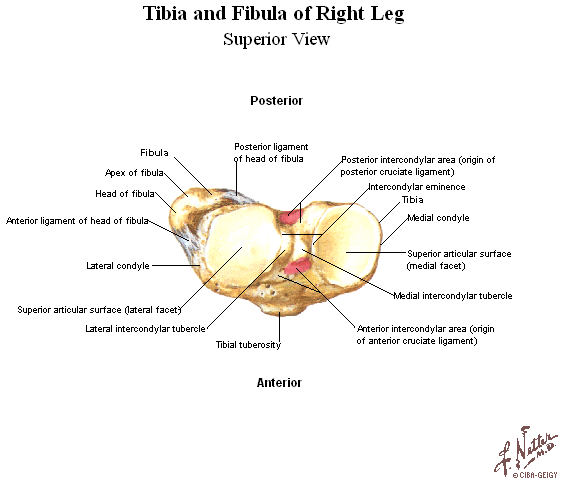 Tibia and Fibula of Right Leg
Superior View
Posterior
Fibula
Posterior ligament
of head of fibula
Posterior intercondylar area (origin of
posterior cruciate ligament)
Apex of fibula
Intercondylar eminence
Head of fibula
Tibia
Anterior ligament of head of fibula
Medial condyle
Lateral condyle
Superior articular surface
(medial facet)
Superior articular surface (lateral facet)
Medial intercondylar tubercle
Lateral intercondylar tubercle
Anterior intercondylar area (origin
of anterior cruciate ligament)
Tibial tuberosity
Anterior
F. Netter
M.D.
© CIBA-GEIGY